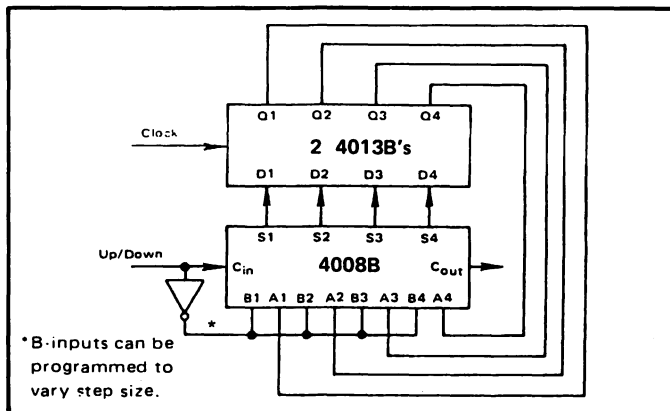 Q1 Q2 Q3 Q4
Clock
2 4013B's
D1 D2 D3 D4
S1 S2 S3 S4
Up/Down
Cin 4008B Cout
B1 A1 B2 A2 B3 A3 B4 A4
*
*B-inputs can be
programmed to
vary step size.